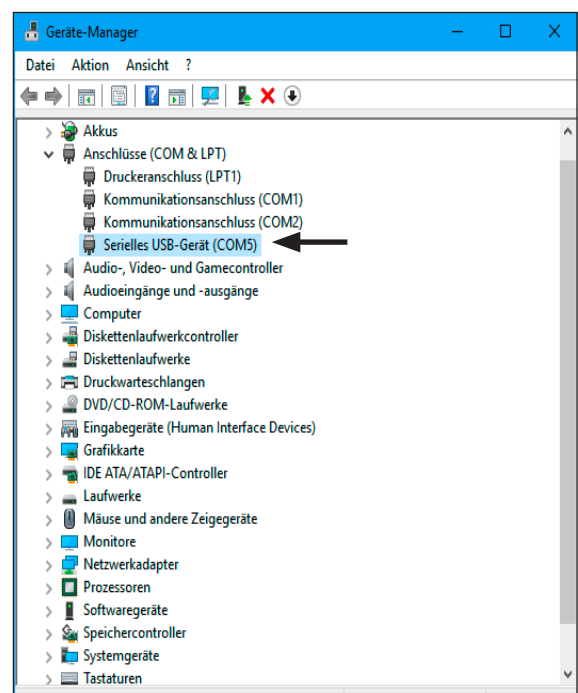 Geräte-Manager
Datei Aktion Ansicht ?
Akkus
Anschlüsse (COM & LPT)
Druckeranschluss (LPT1)
Kommunikationsanschluss (COM1)
Kommunikationsanschluss (COM2)
Serielles USB-Gerät (COM5)
Audio-, Video- und Gamecontroller
Audioeingänge und -ausgänge
Computer
Diskettenlaufwerkcontroller
Diskettenlaufwerke
Druckwarteschlangen
DVD/CD-ROM-Laufwerke
Eingabegeräte (Human Interface Devices)
Grafikkarte
IDE ATA/ATAPI-Controller
Laufwerke
Mäuse und andere Zeigegeräte
Monitore
Netzwerkadapter
Prozessoren
Softwaregeräte
Speichercontroller
Systemgeräte
Tastaturen